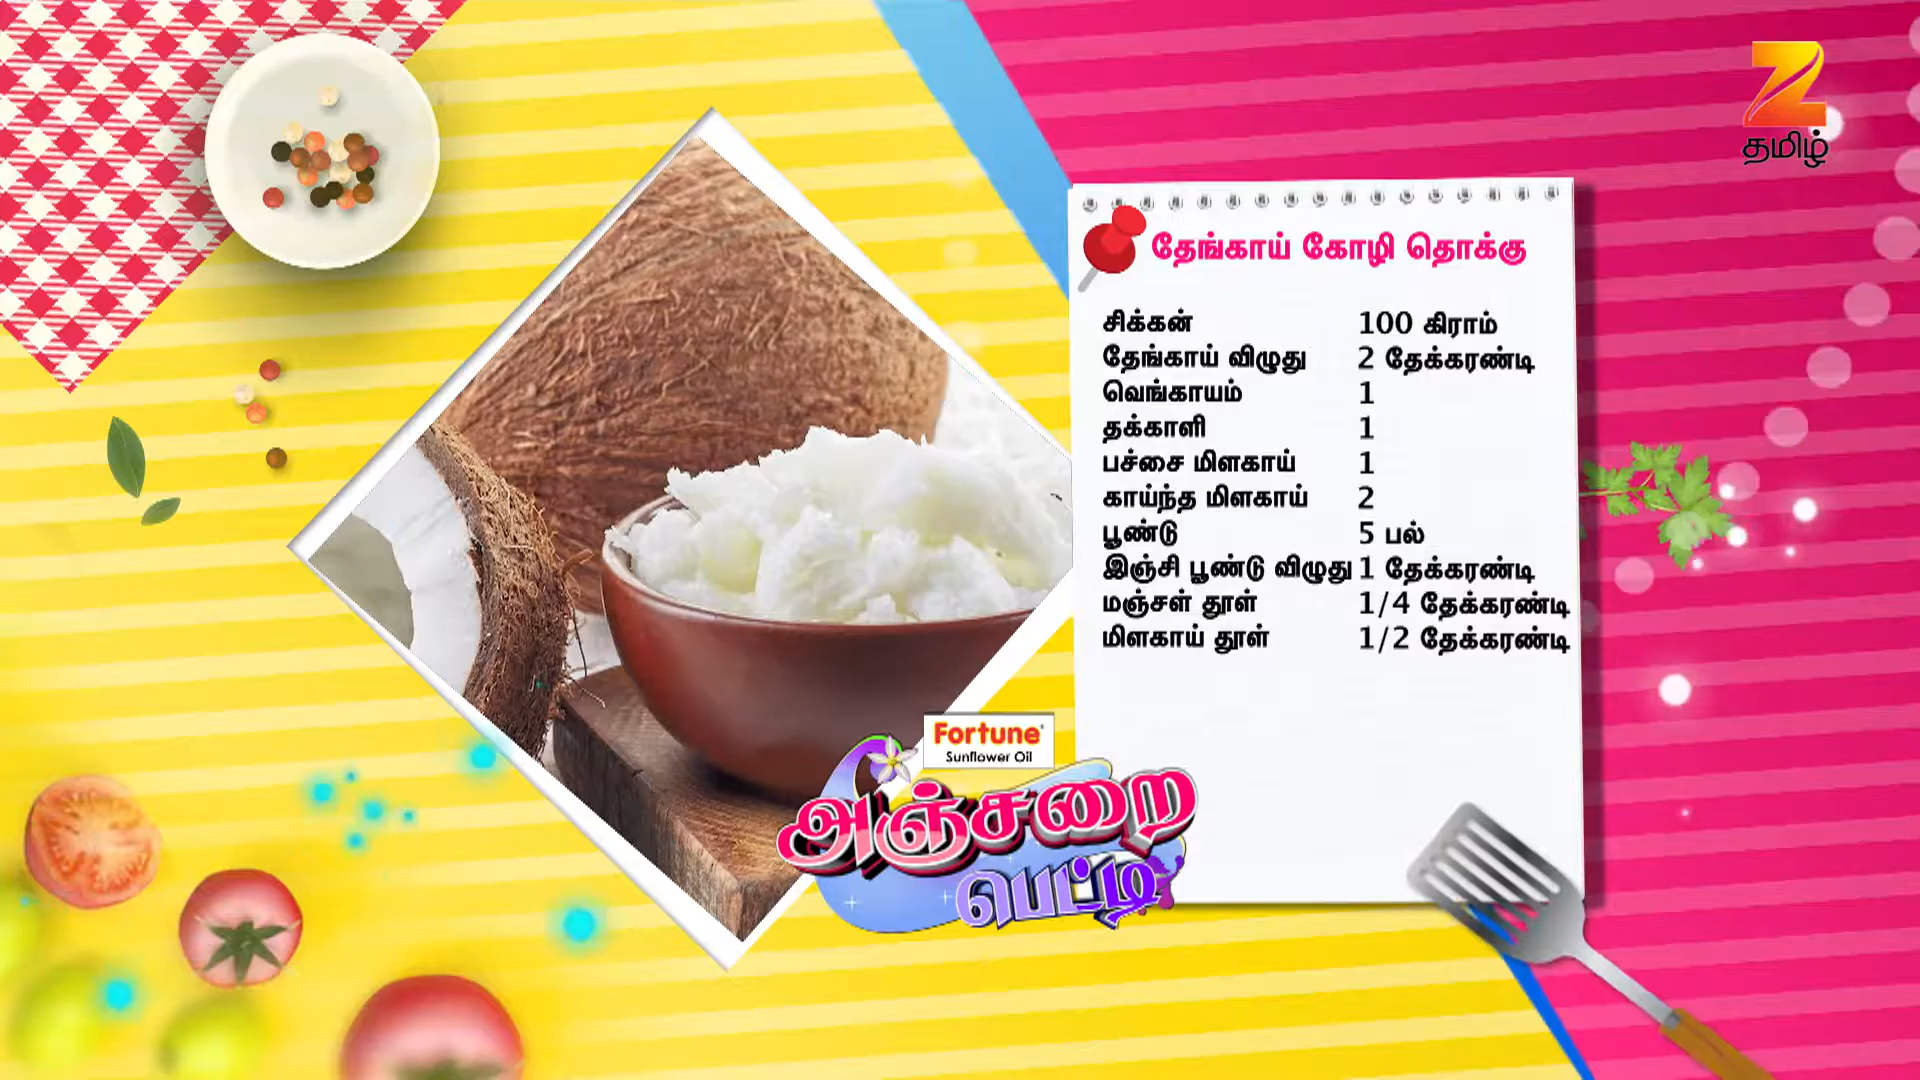 தமிழ்
தேங்காய் கோழி தொக்கு
சிக்கன் 100 கிராம்
தேங்காய் விழுது 2 தேக்கரண்டி
வெங்காயம் 1
தக்காளி 1
பச்சை மிளகாய் 1
காய்ந்த மிளகாய் 2
பூண்டு 5 பல்
இஞ்சி பூண்டு விழுது 1 தேக்கரண்டி
மஞ்சள் தூள் 1/4 தேக்கரண்டி
மிளகாய் தூள் 1/2 தேக்கரண்டி
Fortune
Sunflower Oil
அஞ்சறை
பெட்டி